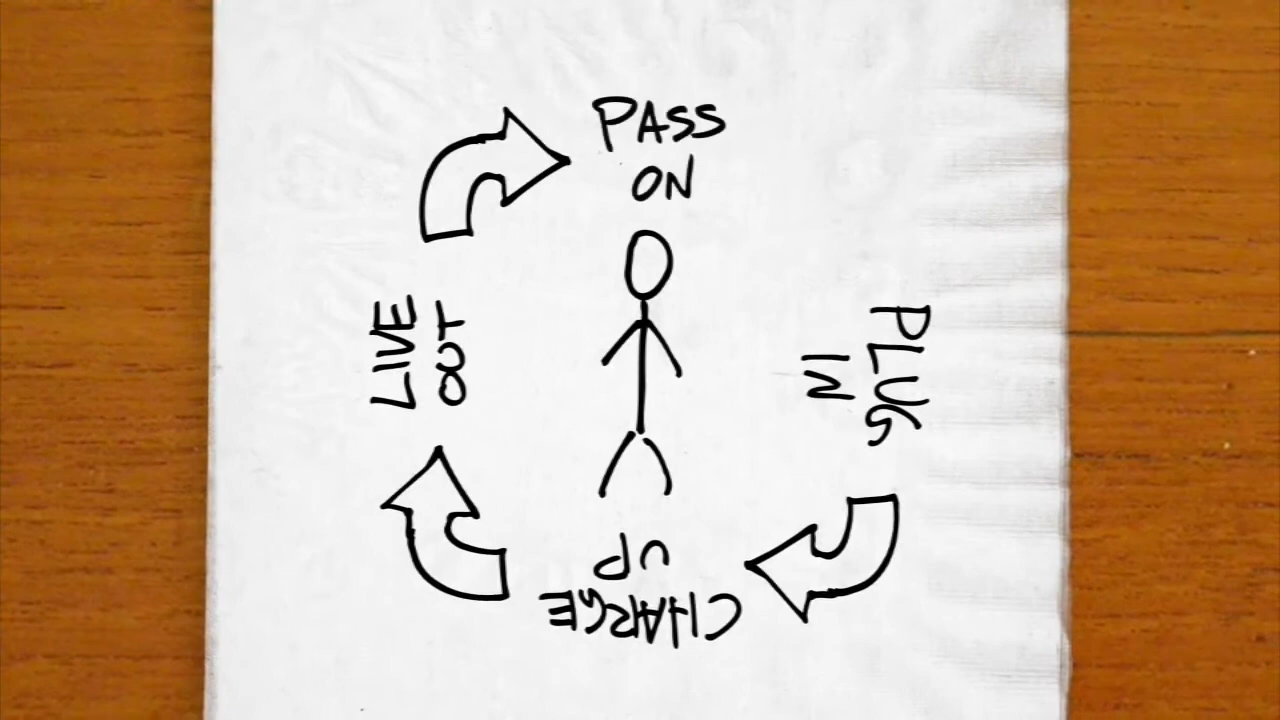 PASS
ON
PLUG
IN
CHARGE
UP
LIVE
OUT